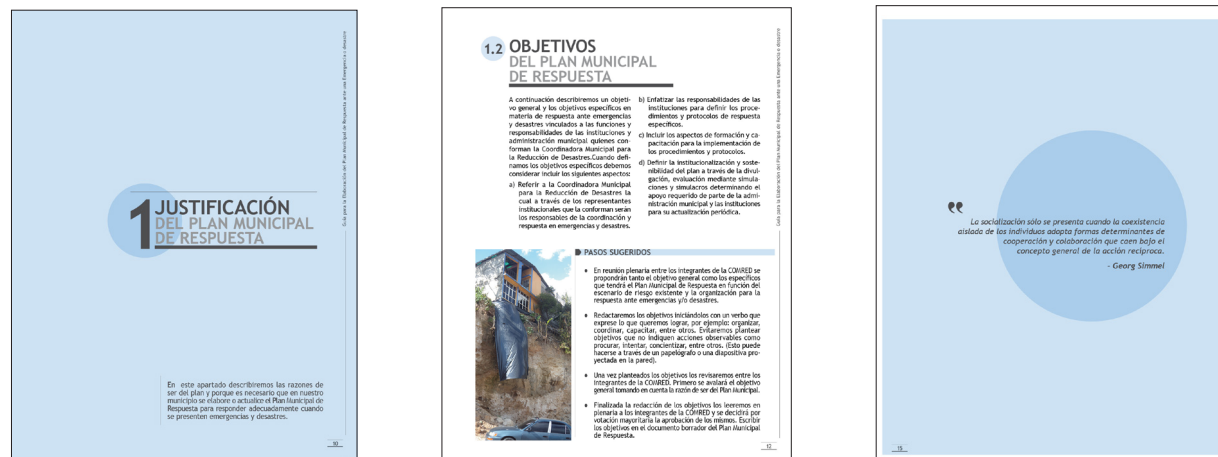 Guía para la Elaboración del Plan Municipal de Respuesta ante una Emergencia o desastre
1 JUSTIFICACIÓN
DEL PLAN MUNICIPAL
DE RESPUESTA
En este apartado describiremos las razones de
ser del plan y porque es necesario que en nuestro
municipio se elabore o actualice el Plan Municipal de
Respuesta para responder adecuadamente cuando
se presenten emergencias y desastres.
10
1.2 OBJETIVOS
DEL PLAN MUNICIPAL
DE RESPUESTA
A continuación describiremos un objeti-
vo general y los objetivos específicos en
materia de respuesta ante emergencias
y desastres vinculados a las funciones y
responsabilidades de las instituciones y
administración municipal quienes con-
forman la Coordinadora Municipal para
la Reducción de Desastres.Cuando defi-
namos los objetivos específicos debemos
considerar incluir los siguientes aspectos:
a) Referir a la Coordinadora Municipal
para la Reducción de Desastres la
cual a través de los representantes
institucionales que la conforman serán
los responsables de la coordinación y
respuesta en emergencias y desastres.
b) Enfatizar las responsabilidades de las
instituciones para definir los proce-
dimientos y protocolos de respuesta
específicos.
c) Incluir los aspectos de formación y ca-
pacitación para la implementación de
los procedimientos y protocolos.
d) Definir la institucionalización y soste-
nibilidad del plan a través de la divul-
gación, evaluación mediante simula-
ciones y simulacros determinando el
apoyo requerido de parte de la admi-
nistración municipal y las instituciones
para su actualización periódica.
PASOS SUGERIDOS
En reunión plenaria entre los integrantes de la COMRED se
propondrán tanto el objetivo general como los específicos
que tendrá el Plan Municipal de Respuesta en función del
escenario de riesgo existente y la organización para la
respuesta ante emergencias y/o desastres.
Redactaremos los objetivos iniciándolos con un verbo que
exprese lo que queremos lograr, por ejemplo: organizar,
coordinar, capacitar, entre otros. Evitaremos plantear
objetivos que no indiquen acciones observables como
procurar, intentar, concientizar, entre otros. (Esto puede
hacerse a través de un papelógrafo o una diapositiva pro-
yectada en la pared).
Una vez planteados los objetivos los revisaremos entre los
integrantes de la COMRED. Primero se avalará el objetivo
general tomando en cuenta la razón de ser del Plan Municipal.
Finalizada la redacción de los objetivos los leeremos en
plenaria a los integrantes de la COMRED y se decidirá por
votación mayoritaria la aprobación de los mismos. Escribir
los objetivos en el documento borrador del Plan Municipal
de Respuesta.
Guía para la Elaboración del Plan Municipal de Respuesta ante una Emergencia o desastre
12
"
La socialización sólo se presenta cuando la coexistencia
aislada de los individuos adopta formas determinantes de
cooperación y colaboración que caen bajo el
concepto general de la acción recíproca.
- Georg Simmel
15